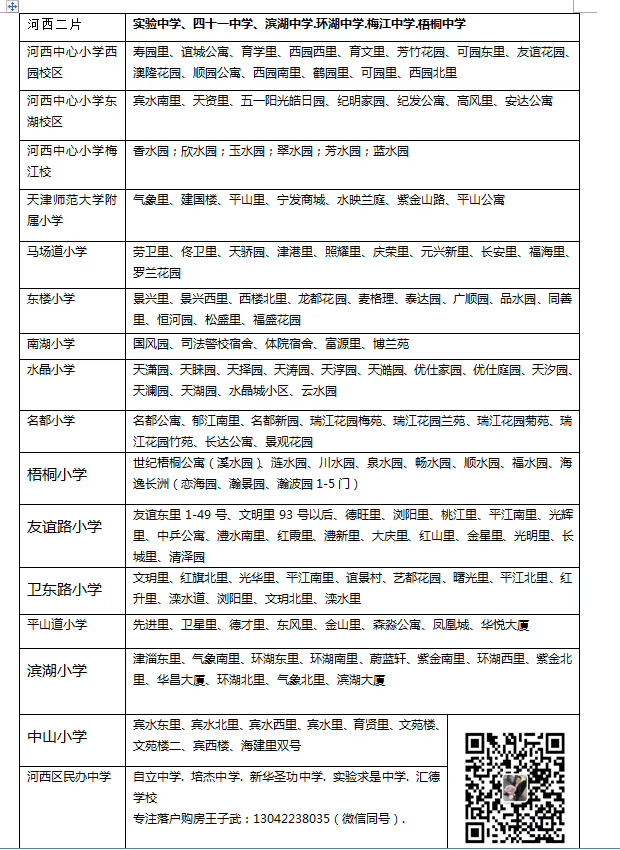 河西二片
实验中学、四十一中学、滨湖中学.环湖中学.梅江中学.梧桐中学
河西中心小学西
园校区
寿园里、谊城公寓、育学里、西园西里、育文里、芳竹花园、可园东里、友谊花园、
澳隆花园、顺园公寓、西园南里、鹤园里、可园里、西园北里
河西中心小学东
湖校区
宾水南里、天资里、五一阳光皓日园、纪明家园、纪发公寓、高风里、安达公寓
河西中心小学梅
江校
香水园；欣水园；玉水园；翠水园；芳水园；蓝水园
天津师范大学附
属小学
气象里、建国楼、平山里、宁发商城、水映兰庭、紫金山路、平山公寓
马场道小学
劳卫里、佟卫里、天骄园、津港里、照耀里、庆荣里、元兴新里、长安里、福海里、
罗兰花园
东楼小学
景兴里、景兴西里、西楼北里、龙都花园、麦格理、泰达园、广顺园、品水园、同善
里、恒河园、松盛里、福盛花园
南湖小学
国风园、司法警校宿舍、体院宿舍、富源里、博兰苑
水晶小学
天潇园、天睐园、天择园、天涛园、天淳园、天皓园、优仕家园、优仕庭园、天汐园、
天澜园、天湖园、水晶城小区、云水园
名都小学
名都公寓、郁江南里、名都新园、瑞江花园梅苑、瑞江花园兰苑、瑞江花园菊苑、瑞
江花园竹苑、长达公寓、景观花园
梧桐小学
世纪梧桐公寓（溪水园）、涟水园、川水园、泉水园、畅水园、顺水园、福水园、海
逸长洲（恋海园、瀚景园、瀚波园 1-5 门）
友谊路小学
友谊东里 1-49 号、文明里 93 号以后、德旺里、浏阳里、桃江里、平江南里、光辉
里、中乒公寓、澧水南里、红霞里、澧新里、大庆里、红山里、金星里、光明里、长
城里、清泽园
卫东路小学
文玥里、红旗北里、光华里、平江南里、谊景村、艺都花园、曙光里、平江北里、红
升里、滦水道、浏阳里、文玥北里、滦水里
平山道小学
先进里、卫星里、德才里、东风里、金山里、森淼公寓、凤凰城、华悦大厦
滨湖小学
津淄东里、气象南里、环湖东里、环湖南里、蔚蓝轩、紫金南里、环湖西里、紫金北
里、华昌大厦、环湖北里、气象北里、滨湖大厦
中山小学
宾水东里、宾水北里、宾水西里、宾水里、育贤里、文苑楼、
文苑楼二、宾西楼、海建里双号
河西区民办中学
自立中学. 培杰中学. 新华圣功中学. 实验求是中学. 汇德
学校
专注落户购房王子武：13042238035（微信同号）.